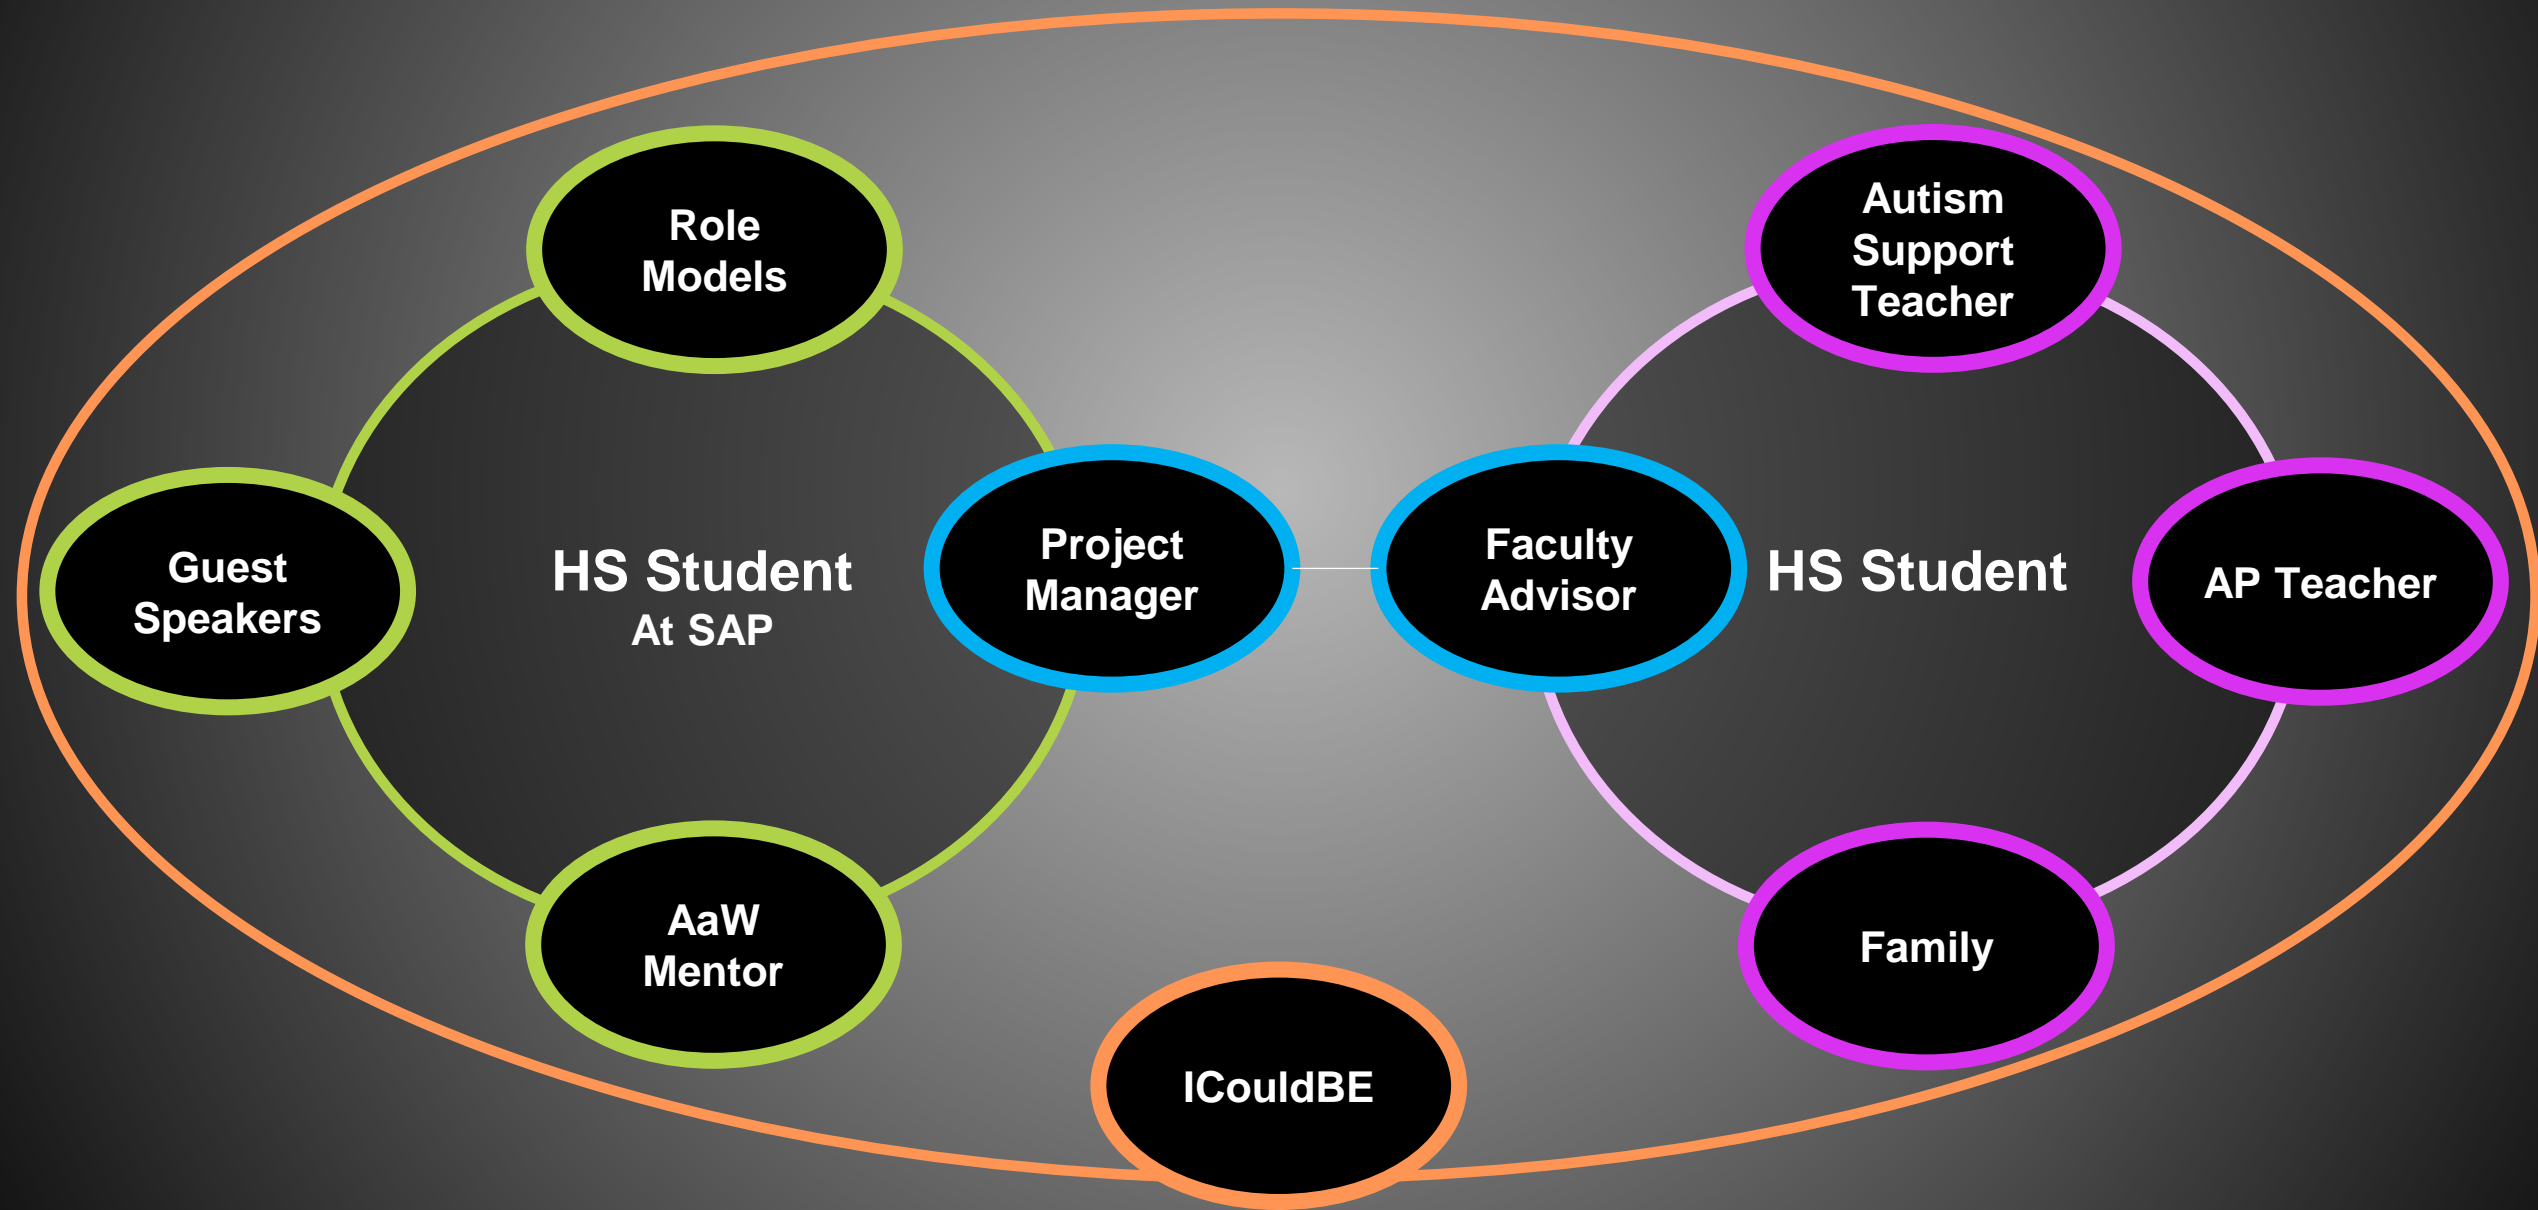 Role
Models
Autism
Support
Teacher
Guest
Speakers
HS Student
At SAP
Project
Manager
Faculty
Advisor
HS Student
AP Teacher
AaW
Mentor
Family
ICouldBE